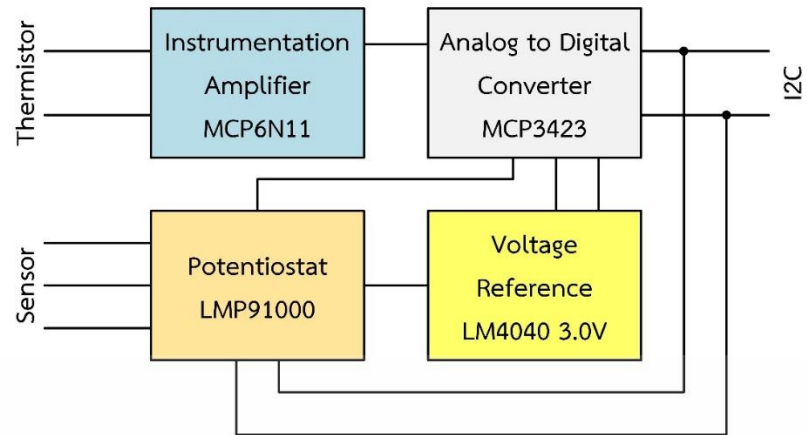 Thermistor
Instrumentation
Amplifier
MCP6N11
Analog to Digital
Converter
MCP3423
I2C
Sensor
Potentiostat
LMP91000
Voltage
Reference
LM4040 3.0V